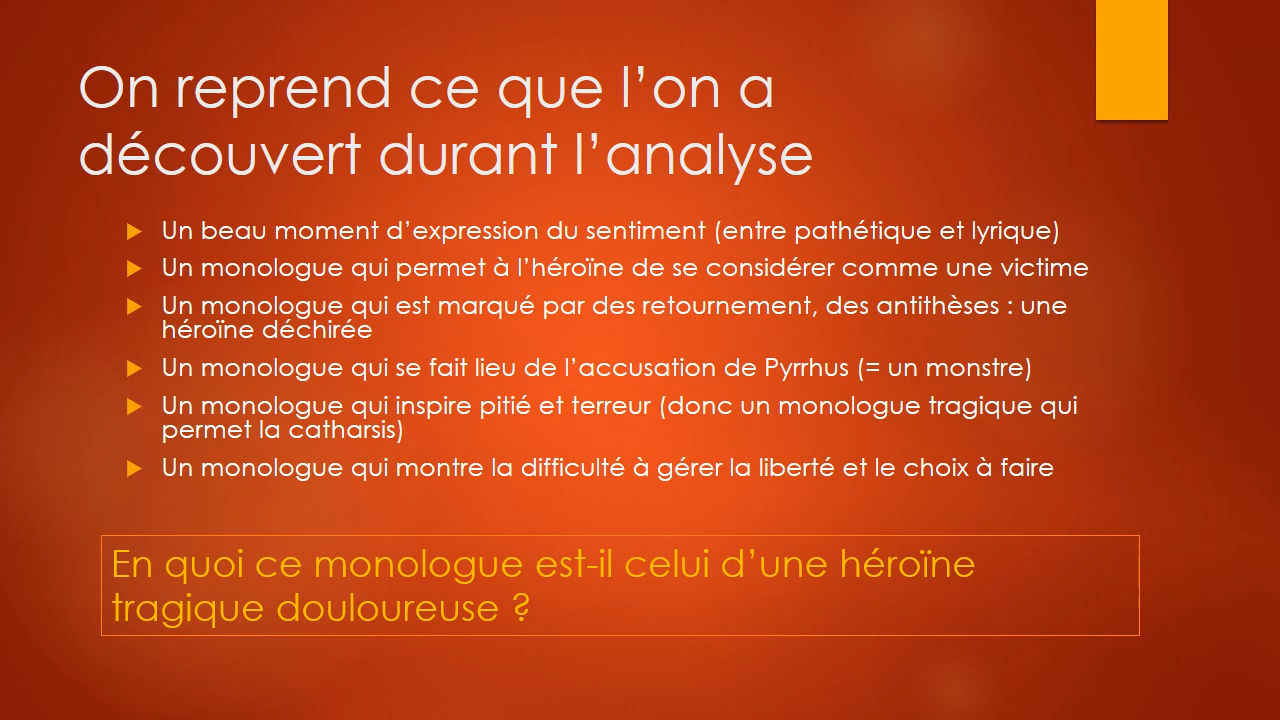 On reprend ce que l’on a
découvert durant l’analyse
Un beau moment d’expression du sentiment (entre pathétique et lyrique)
Un monologue qui permet à l’héroïne de se considérer comme une victime
Un monologue qui est marqué par des retournement, des antithèses : une
héroïne déchirée
Un monologue qui se fait lieu de l’accusation de Pyrrhus (= un monstre)
Un monologue qui inspire pitié et terreur (donc un monologue tragique qui
permet la catharsis)
Un monologue qui montre la difficulté à gérer la liberté et le choix à faire
En quoi ce monologue est-il celui d’une héroïne
tragique douloureuse ?